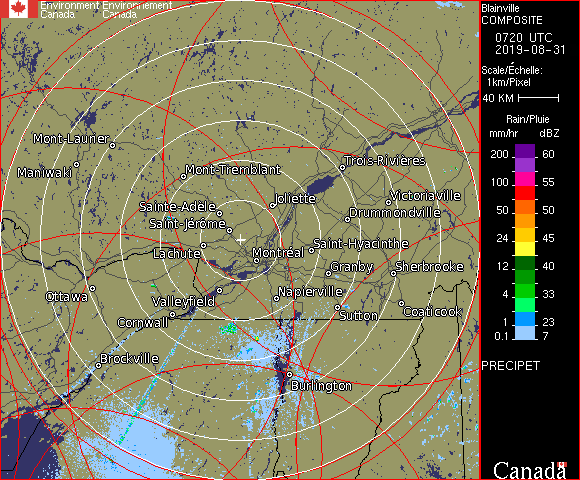 Environment Environnement
Canada Canada
Blainville
COMPOSITE
0720 UTC
2019-08-31
Scale/Échelle:
1km/Pixel
40 KM
Rain/Pluie
mm/hr dBZ
200 60
100 55
50 50
24 45
12 40
4 33
1 23
0.1 7
PRECIPET
Canada
Mont-Laurier
Maniwaki
Mont-Tremblant
Trois-Rivières
Joliette
Victoriaville
Sainte-Adèle
Drummondville
Saint-Jérôme
Lachute
Montréal
Saint-Hyacinthe
Granby
Sherbrooke
Ottawa
Valleyfield
Napierville
Cornwall
Sutton
Coaticook
Brockville
Burlington